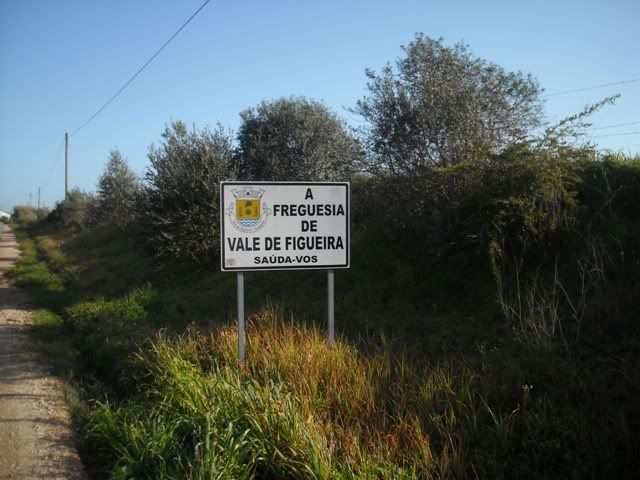 A
FREGUESIA
DE
VALE DE FIGUEIRA
SAÚDA-VOS